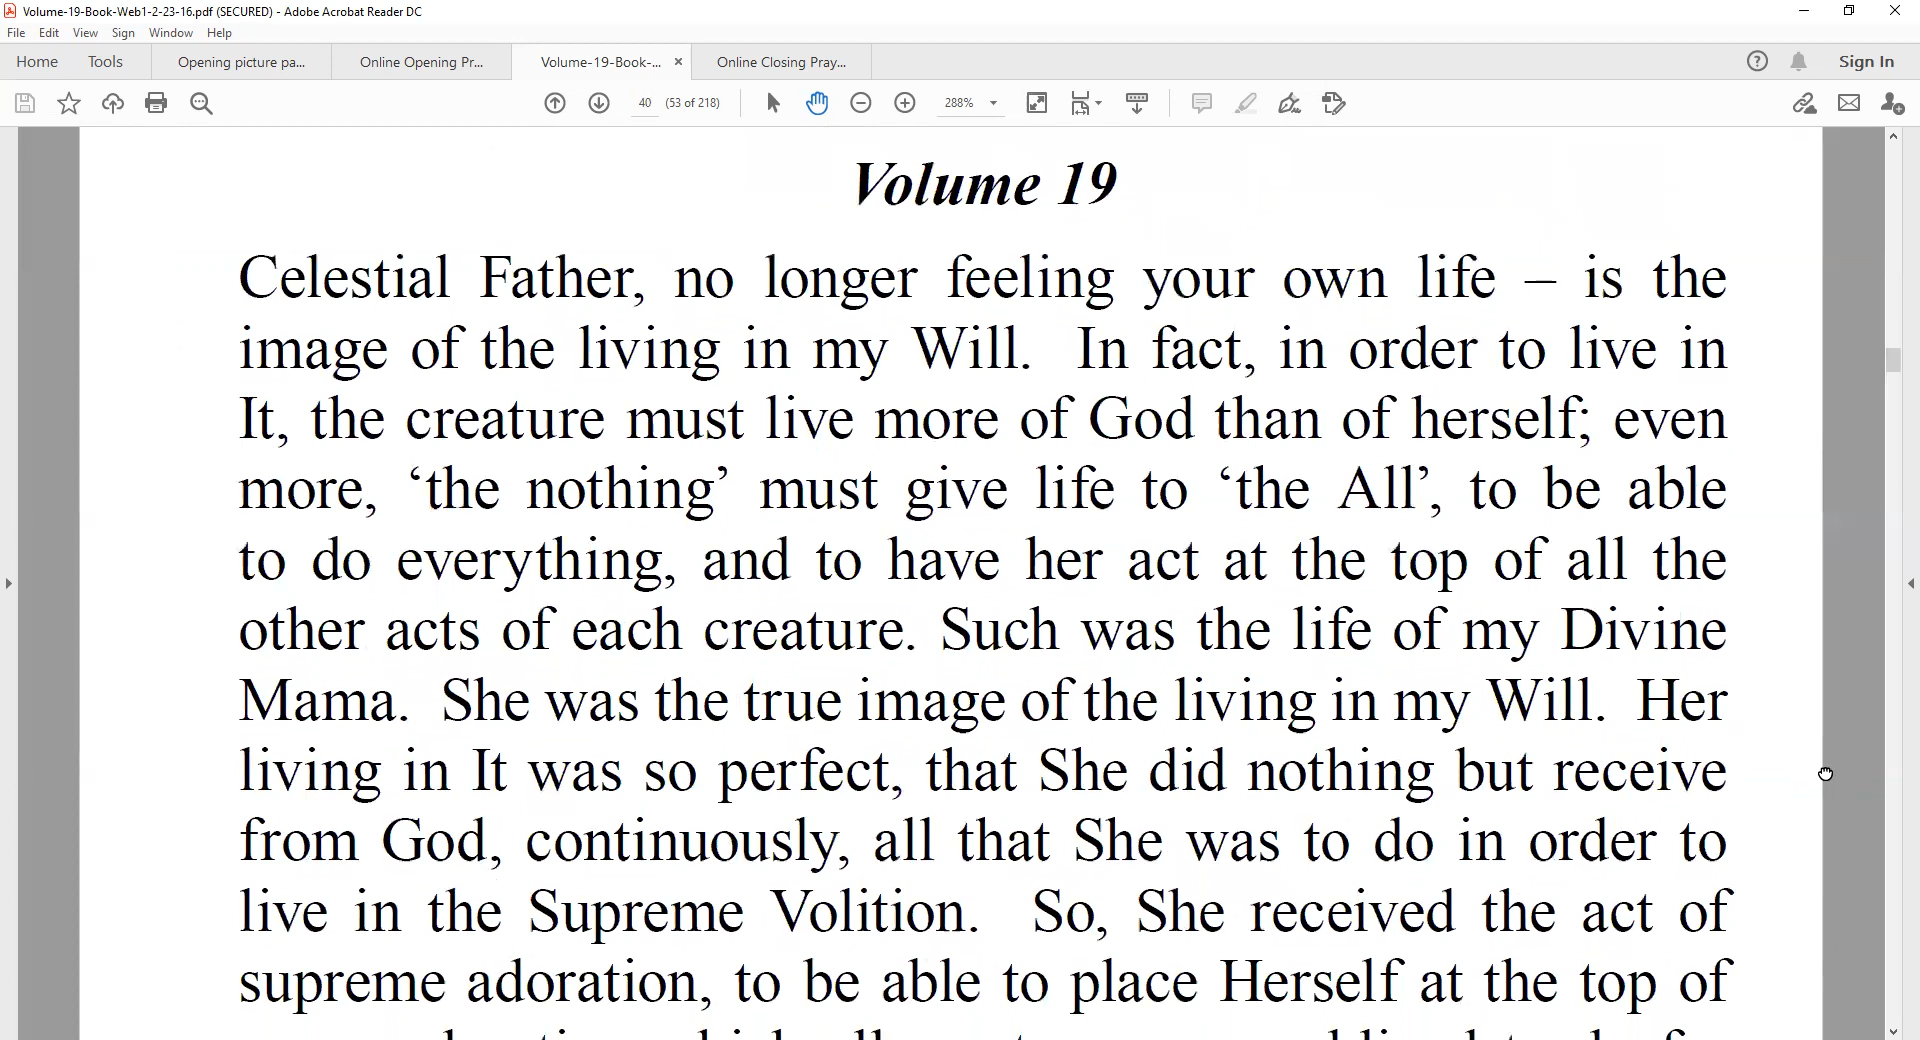 Volume-19-Book-Web1-2-23-16.pdf (SECURED) - Adobe Acrobat Reader DC
File Edit View Sign Window Help
Home Tools Opening picture pa... Online Opening Pr... Volume-19-Book-... × Online Closing Pray... Sign In
40 (53 of 218) 288%
Volume 19
Celestial Father, no longer feeling your own life – is the
image of the living in my Will. In fact, in order to live in
It, the creature must live more of God than of herself; even
more, ‘the nothing’ must give life to ‘the All’, to be able
to do everything, and to have her act at the top of all the
other acts of each creature. Such was the life of my Divine
Mama. She was the true image of the living in my Will. Her
living in It was so perfect, that She did nothing but receive
from God, continuously, all that She was to do in order to
live in the Supreme Volition. So, She received the act of
supreme adoration, to be able to place Herself at the top of